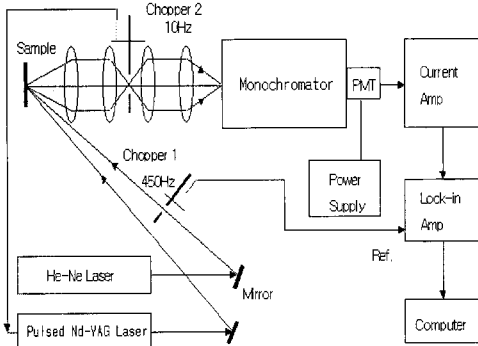 Chopper 2
10Hz
Sample
Monochromator
PMT
Current
Amp
Chopper 1
450Hz
Power
Supply
Lock-in
Amp
Ref.
He-Ne Laser
Mirror
Pulsed Nd-YAG Laser
Computer